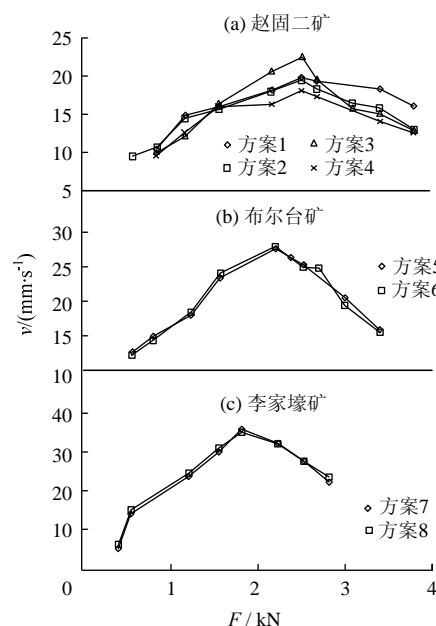 (a) 赵固二矿
25
20
15
10
5
方案1 方案3
方案2 方案4
(b) 布尔台矿
30
25
20
15
10
方案5
方案6
v/(mm·s⁻¹)
(c) 李家壕矿
40
30
20
10
方案7
方案8
0 1 2 3 4
F / kN